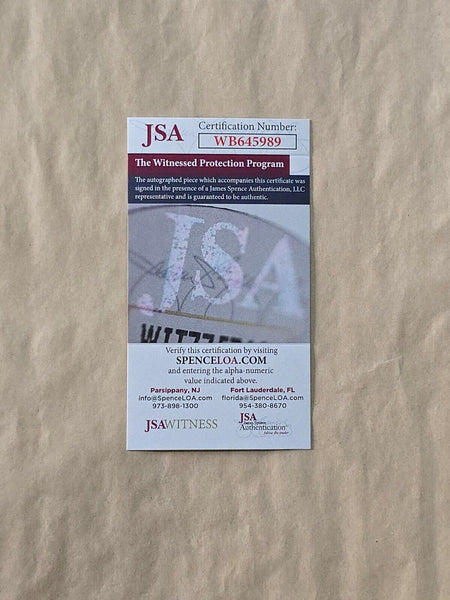 JSA
Certification Number:
WB645989
The Witnessed Protection Program
The autographed piece which accompanies this certificate was
signed in the presence of a James Spence Authentication, LLC
representative and is guaranteed to be authentic.
JSA
Verify this certification by visiting
SPENCELOA.COM
and entering the alpha-numeric
value indicated above.
Parsippany, NJ
info@SpenceLOA.com
973-898-1300
Fort Lauderdale, FL
florida@SpenceLOA.com
954-380-8670
JSAWITNESS
JSA
James Spence
Authentication